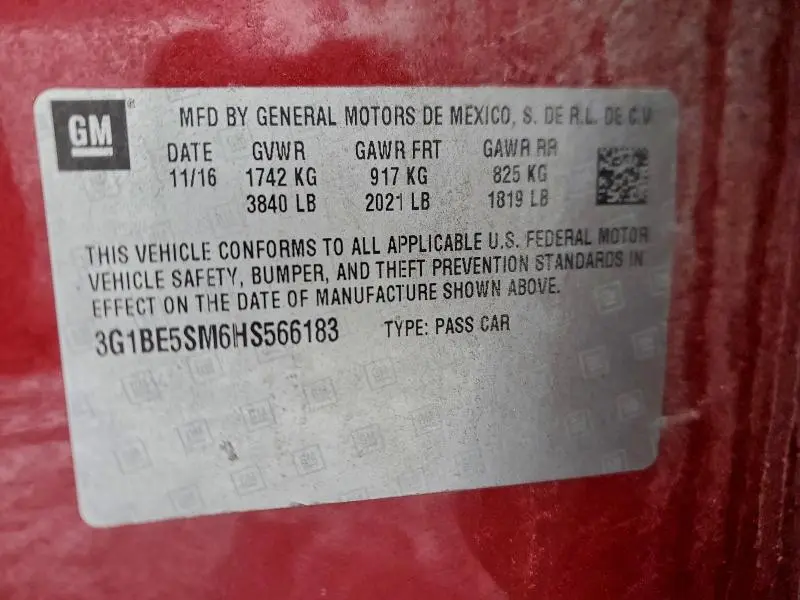 GM
MFD BY GENERAL MOTORS DE MEXICO, S. DE R.L. DE C.V
DATE GVWR GAWR FRT GAWR RR
11/16 1742 KG 917 KG 825 KG
3840 LB 2021 LB 1819 LB
THIS VEHICLE CONFORMS TO ALL APPLICABLE U.S. FEDERAL MOTOR
VEHICLE SAFETY, BUMPER, AND THEFT PREVENTION STANDARDS IN
EFFECT ON THE DATE OF MANUFACTURE SHOWN ABOVE.
3G1BE5SM6HS566183 TYPE: PASS CAR